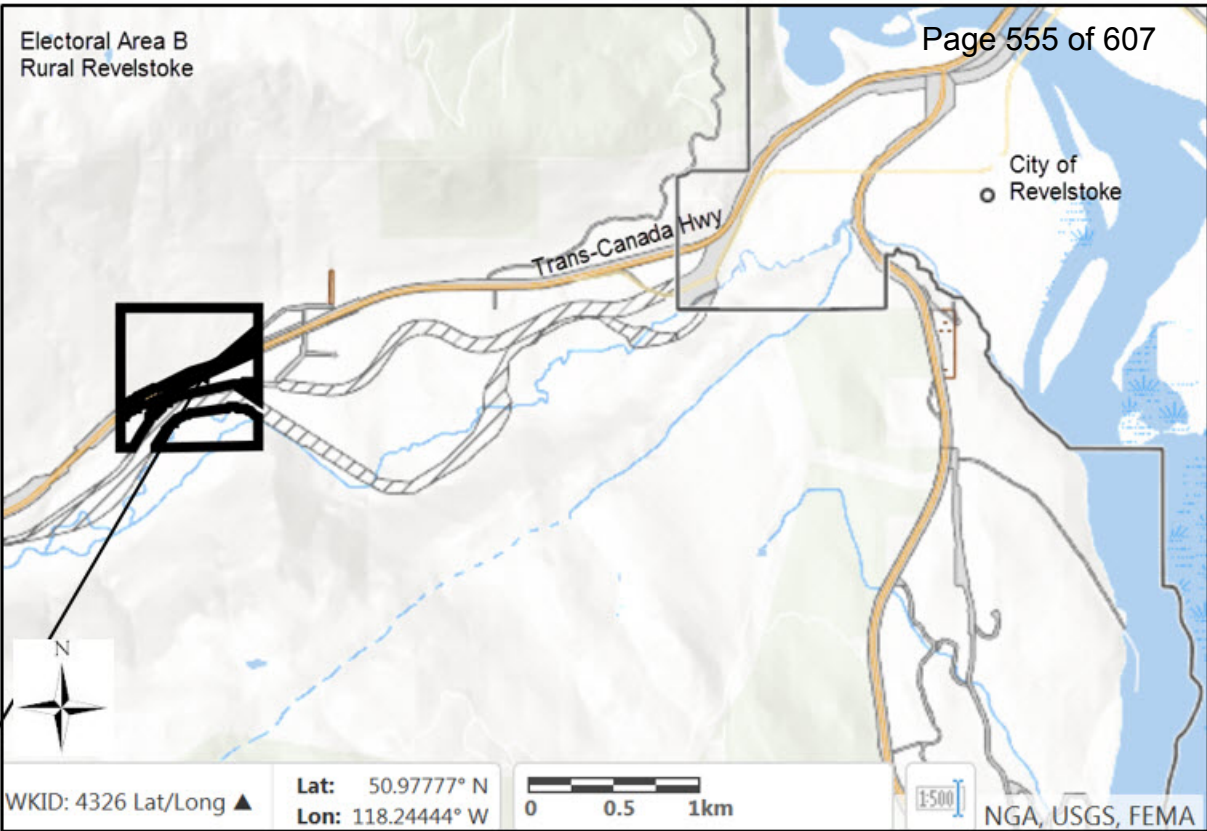 Electoral Area B
Rural Revelstoke
Page 555 of 607
City of
Revelstoke
Trans-Canada Hwy
N
WKID: 4326 Lat/Long ▲
Lat: 50.97777° N
Lon: 118.24444° W
0 0.5 1km
1:500
NGA, USGS, FEMA